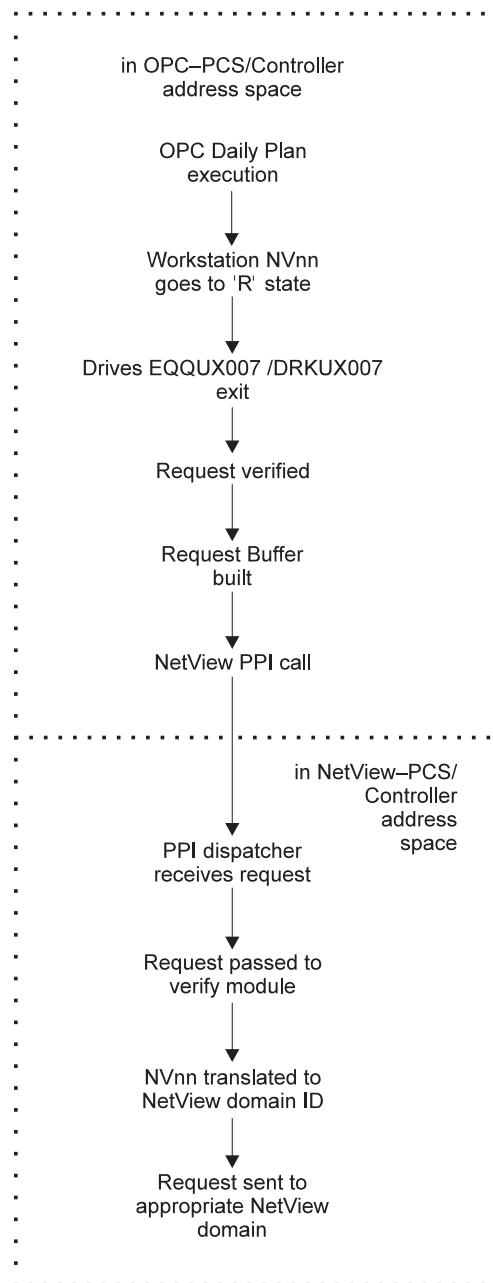 in OPC–PCS/Controller
address space
OPC Daily Plan
execution
Workstation NVnn
goes to 'R' state
Drives EQQUX007 /DRKUX007
exit
Request verified
Request Buffer
built
NetView PPI call
in NetView–PCS/
Controller
address
space
PPI dispatcher
receives request
Request passed to
verify module
NVnn translated to
NetView domain ID
Request sent to
appropriate NetView
domain